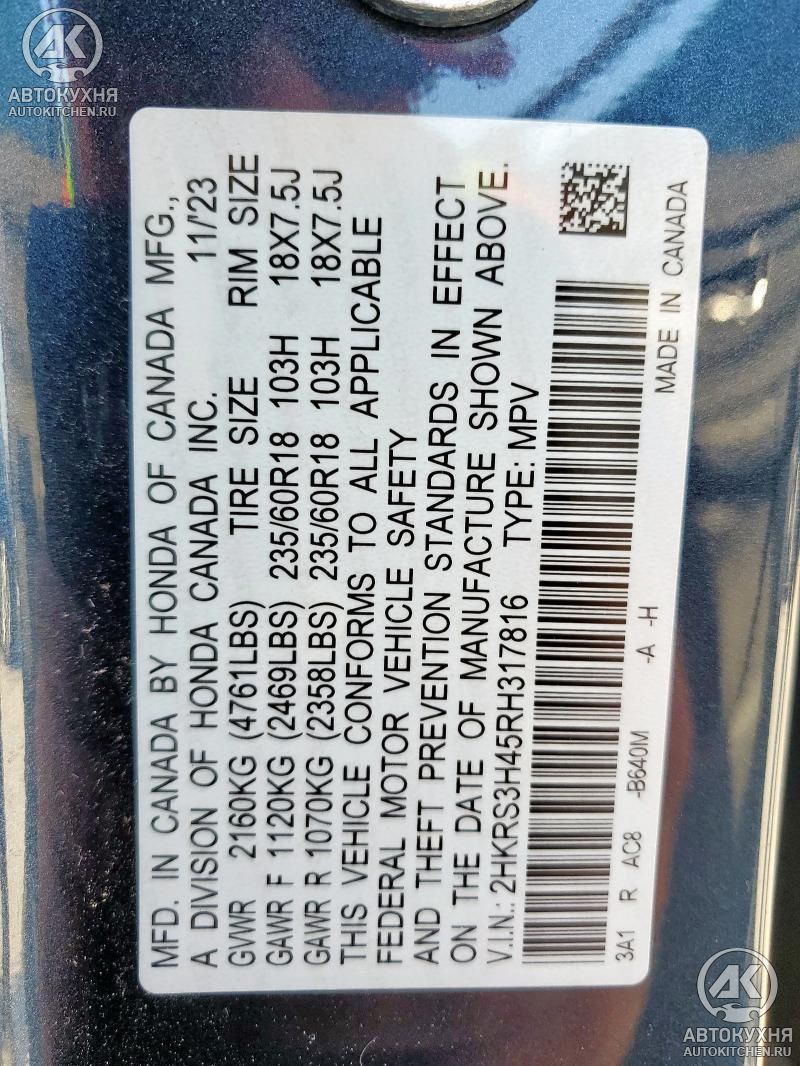 АВТОКУХНЯ
AUTOKITCHEN.RU
MFD. IN CANADA BY HONDA OF CANADA MFG.,
A DIVISION OF HONDA CANADA INC. 11/'23
GVWR 2160KG (4761LBS) TIRE SIZE RIM SIZE
GAWR F 1120KG (2469LBS) 235/60R18 103H 18X7.5J
GAWR R 1070KG (2358LBS) 235/60R18 103H 18X7.5J
THIS VEHICLE CONFORMS TO ALL APPLICABLE
FEDERAL MOTOR VEHICLE SAFETY
AND THEFT PREVENTION STANDARDS IN EFFECT
ON THE DATE OF MANUFACTURE SHOWN ABOVE.
V.I.N.: 2HKRS3H45RH317816 TYPE: MPV
3A1 R AC8 -B640M -A -H
MADE IN CANADA
АВТОКУХНЯ
AUTOKITCHEN.RU